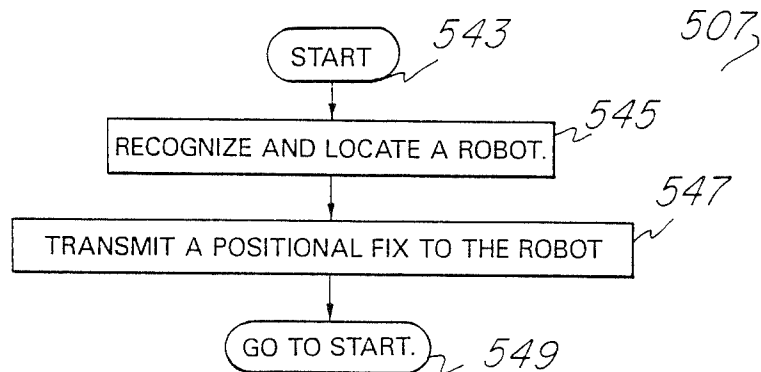 507
START
543
RECOGNIZE AND LOCATE A ROBOT.
545
TRANSMIT A POSITIONAL FIX TO THE ROBOT
547
GO TO START.
549